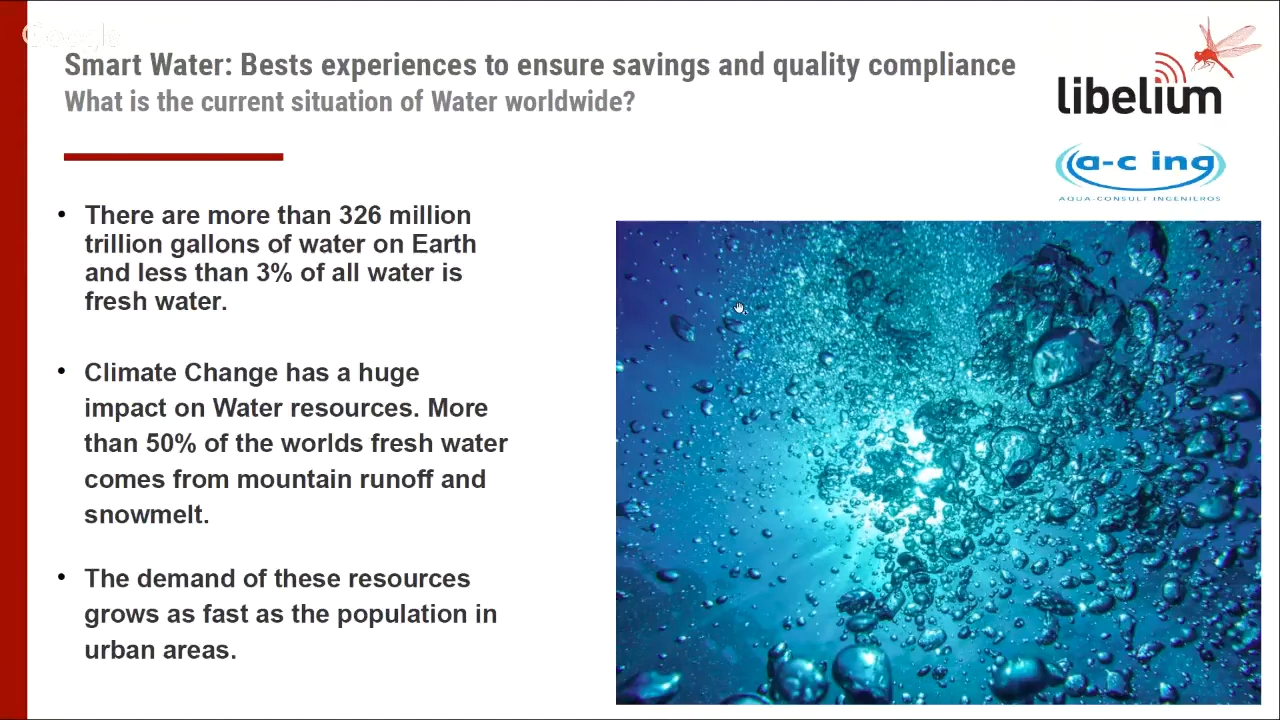 Google
Smart Water: Bests experiences to ensure savings and quality compliance
What is the current situation of Water worldwide?
libelium
a-c ing
AQUA-CONSULT INGENIEROS
• There are more than 326 million
trillion gallons of water on Earth
and less than 3% of all water is
fresh water.
• Climate Change has a huge
impact on Water resources. More
than 50% of the worlds fresh water
comes from mountain runoff and
snowmelt.
• The demand of these resources
grows as fast as the population in
urban areas.